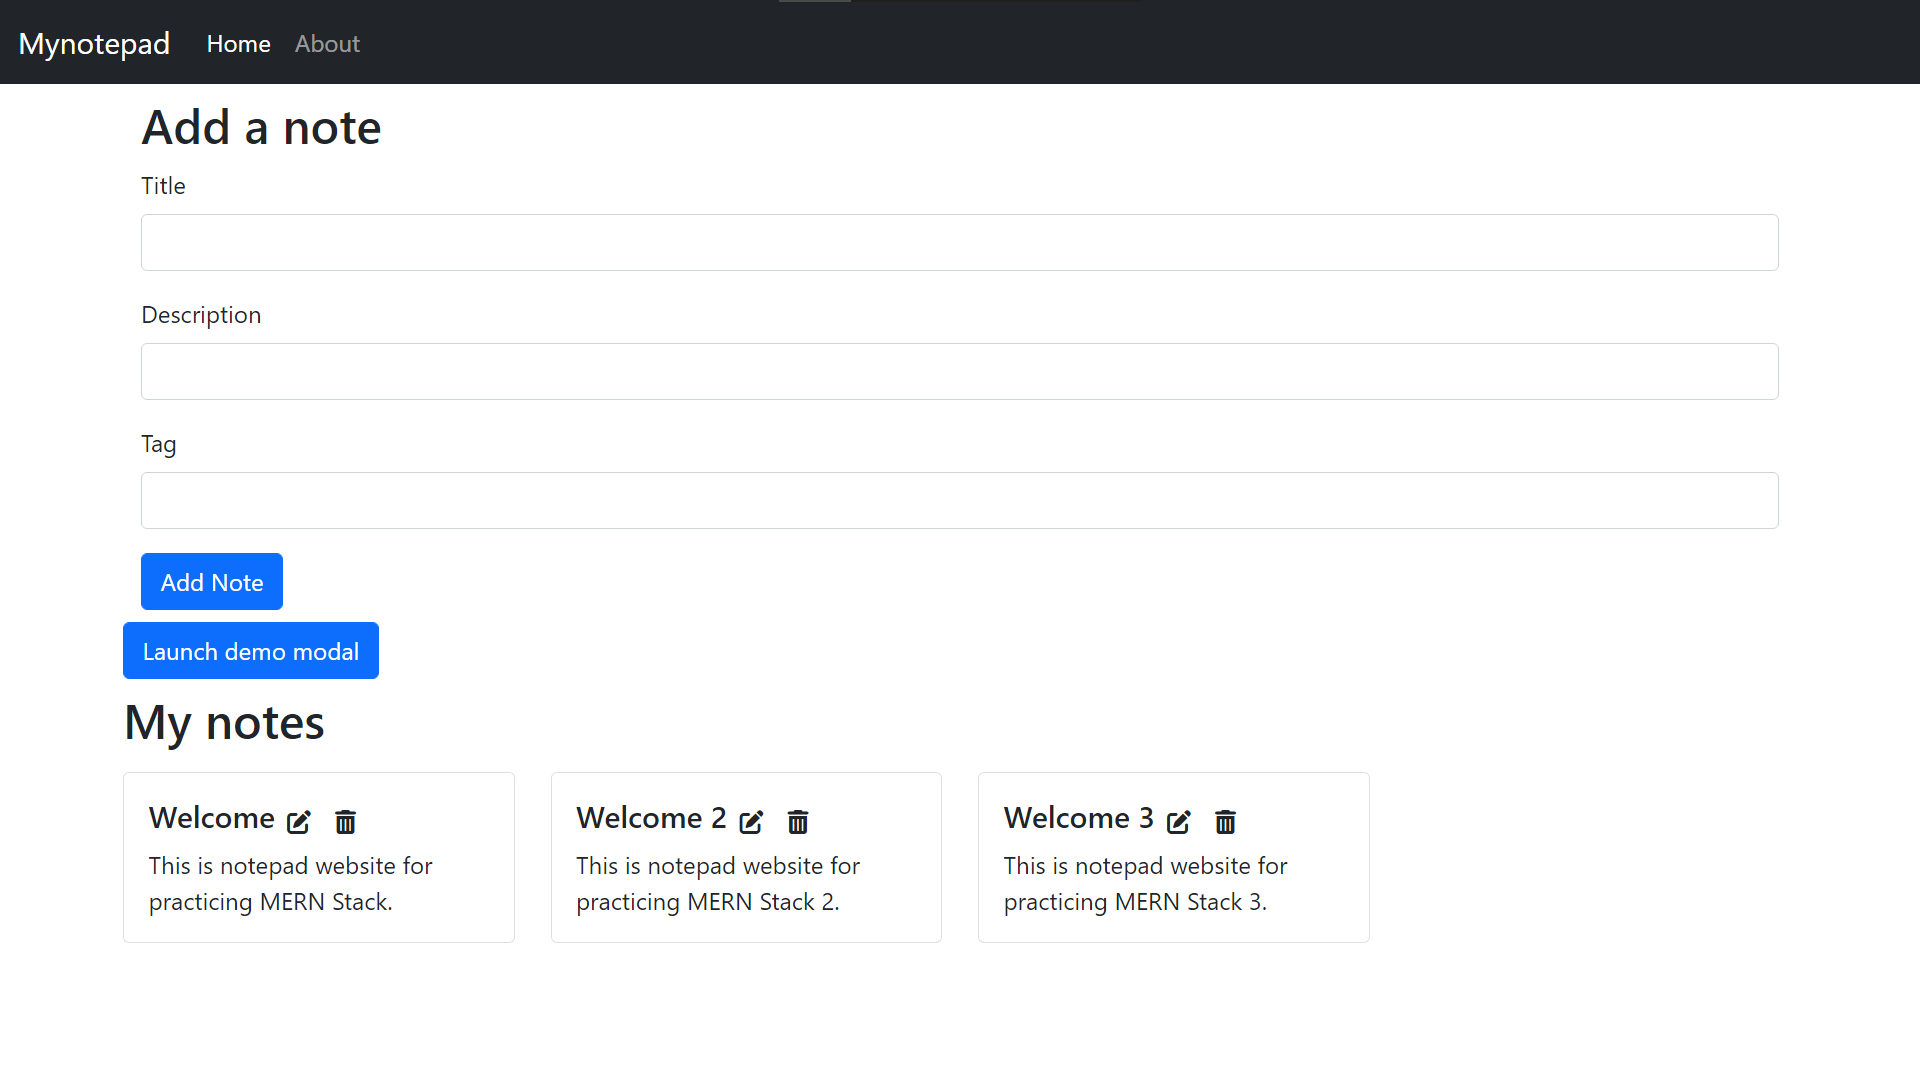 Mynotepad Home About
Add a note
Title
Description
Tag
Add Note
Launch demo modal
My notes
Welcome
This is notepad website for
practicing MERN Stack.
Welcome 2
This is notepad website for
practicing MERN Stack 2.
Welcome 3
This is notepad website for
practicing MERN Stack 3.